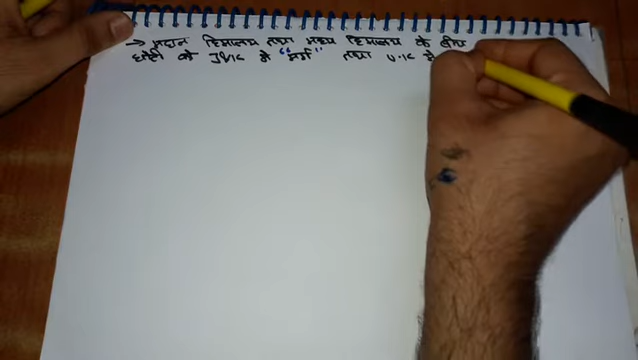 → महान हिमालय तथा मध्य हिमालय के बीच
घाटी को J&K में "मर्ग" तथा U.K में